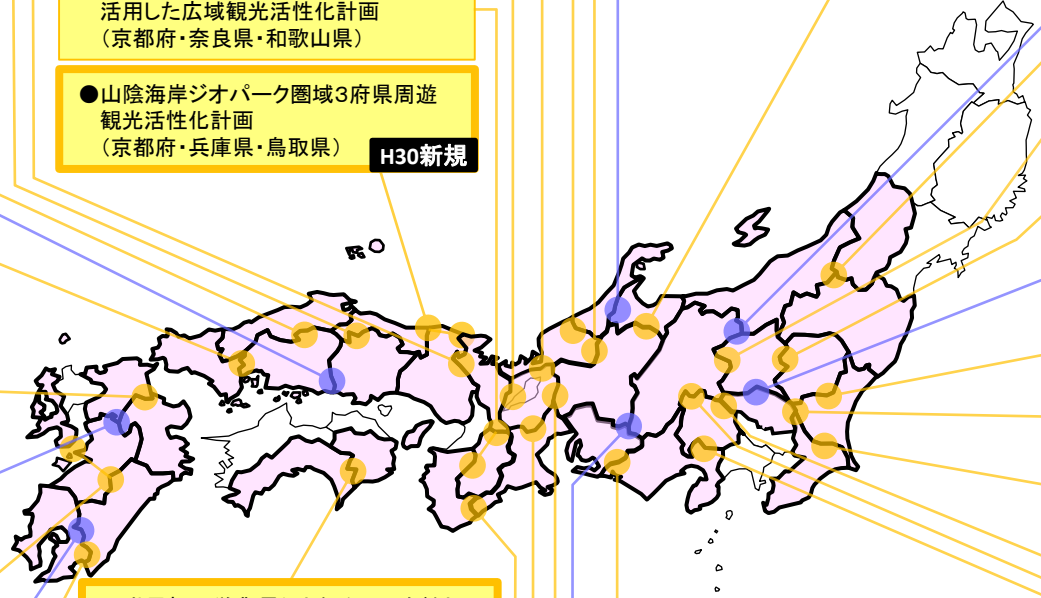 活用した広域観光活性化計画
（京都府・奈良県・和歌山県）
●山陰海岸ジオパーク圏域3府県周遊
観光活性化計画
（京都府・兵庫県・鳥取県）
H30新規